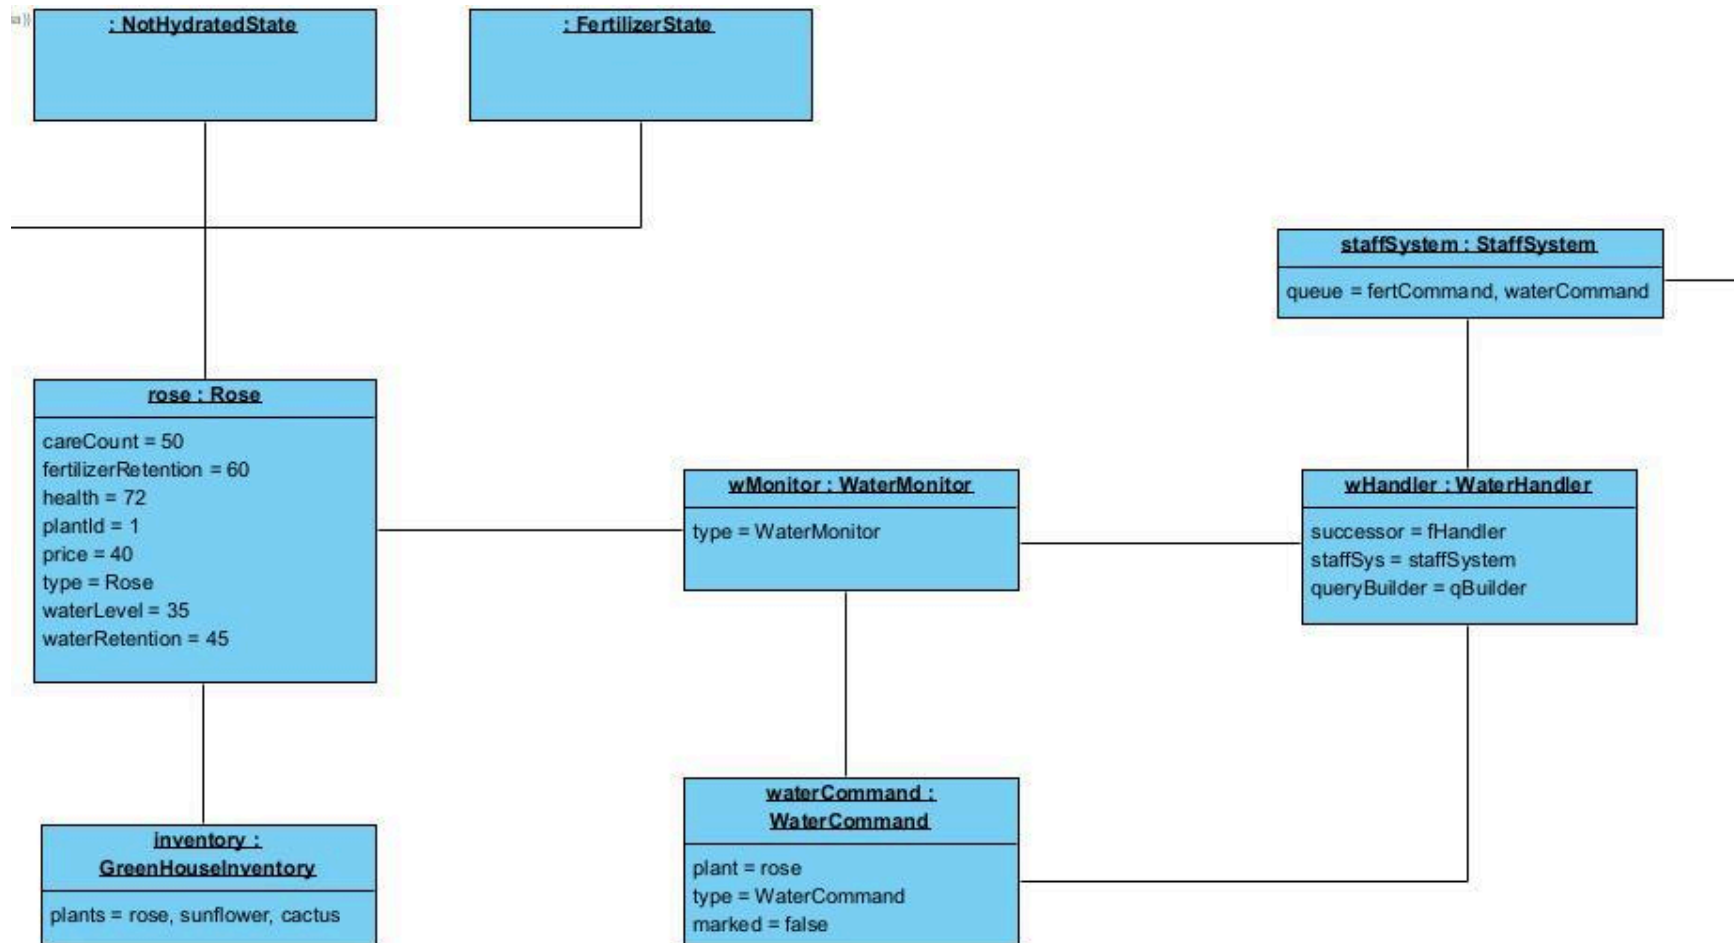 : NotHydratedState
: FertilizerState
staffSystem : StaffSystem
queue = fertCommand, waterCommand
rose : Rose
careCount = 50
fertilizerRetention = 60
health = 72
plantId = 1
price = 40
type = Rose
waterLevel = 35
waterRetention = 45
wMonitor : WaterMonitor
type = WaterMonitor
wHandler : WaterHandler
successor = fHandler
staffSys = staffSystem
queryBuilder = qBuilder
inventory :
GreenHouseInventory
plants = rose, sunflower, cactus
waterCommand :
WaterCommand
plant = rose
type = WaterCommand
marked = false